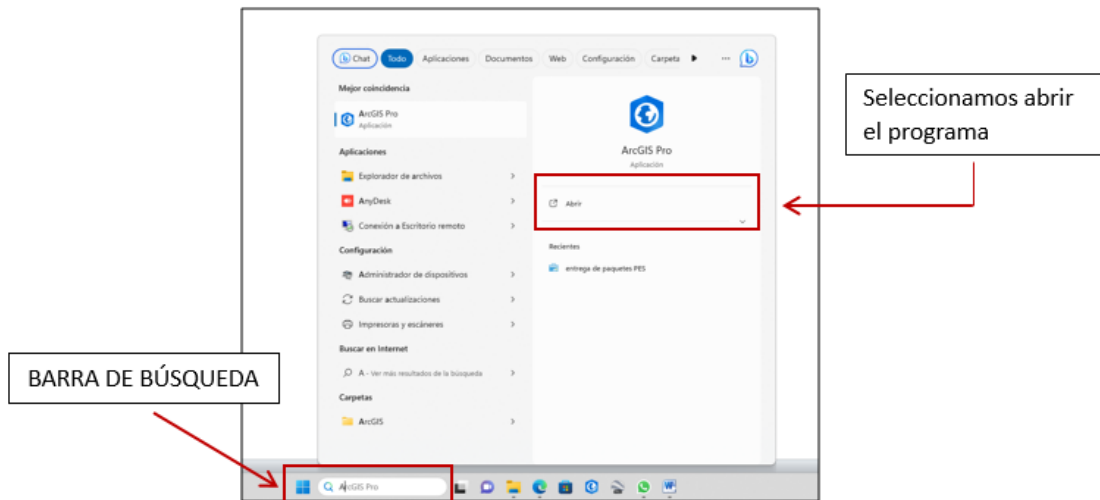 Chat
Todo
Aplicaciones
Documentos
Web
Configuración
Carpeta
...
Mejor coincidencia
ArcGIS Pro
Aplicación
Aplicaciones
Explorador de archivos
AnyDesk
Conexión a Escritorio remoto
Configuración
Administrador de dispositivos
Buscar actualizaciones
Impresoras y escáneres
Buscar en Internet
A - Ver más resultados de la búsqueda
Carpetas
ArcGIS
ArcGIS Pro
Aplicación
Abrir
Recientes
entrega de paquetes PES
Seleccionamos abrir
el programa
BARRA DE BÚSQUEDA
ArcGIS Pro